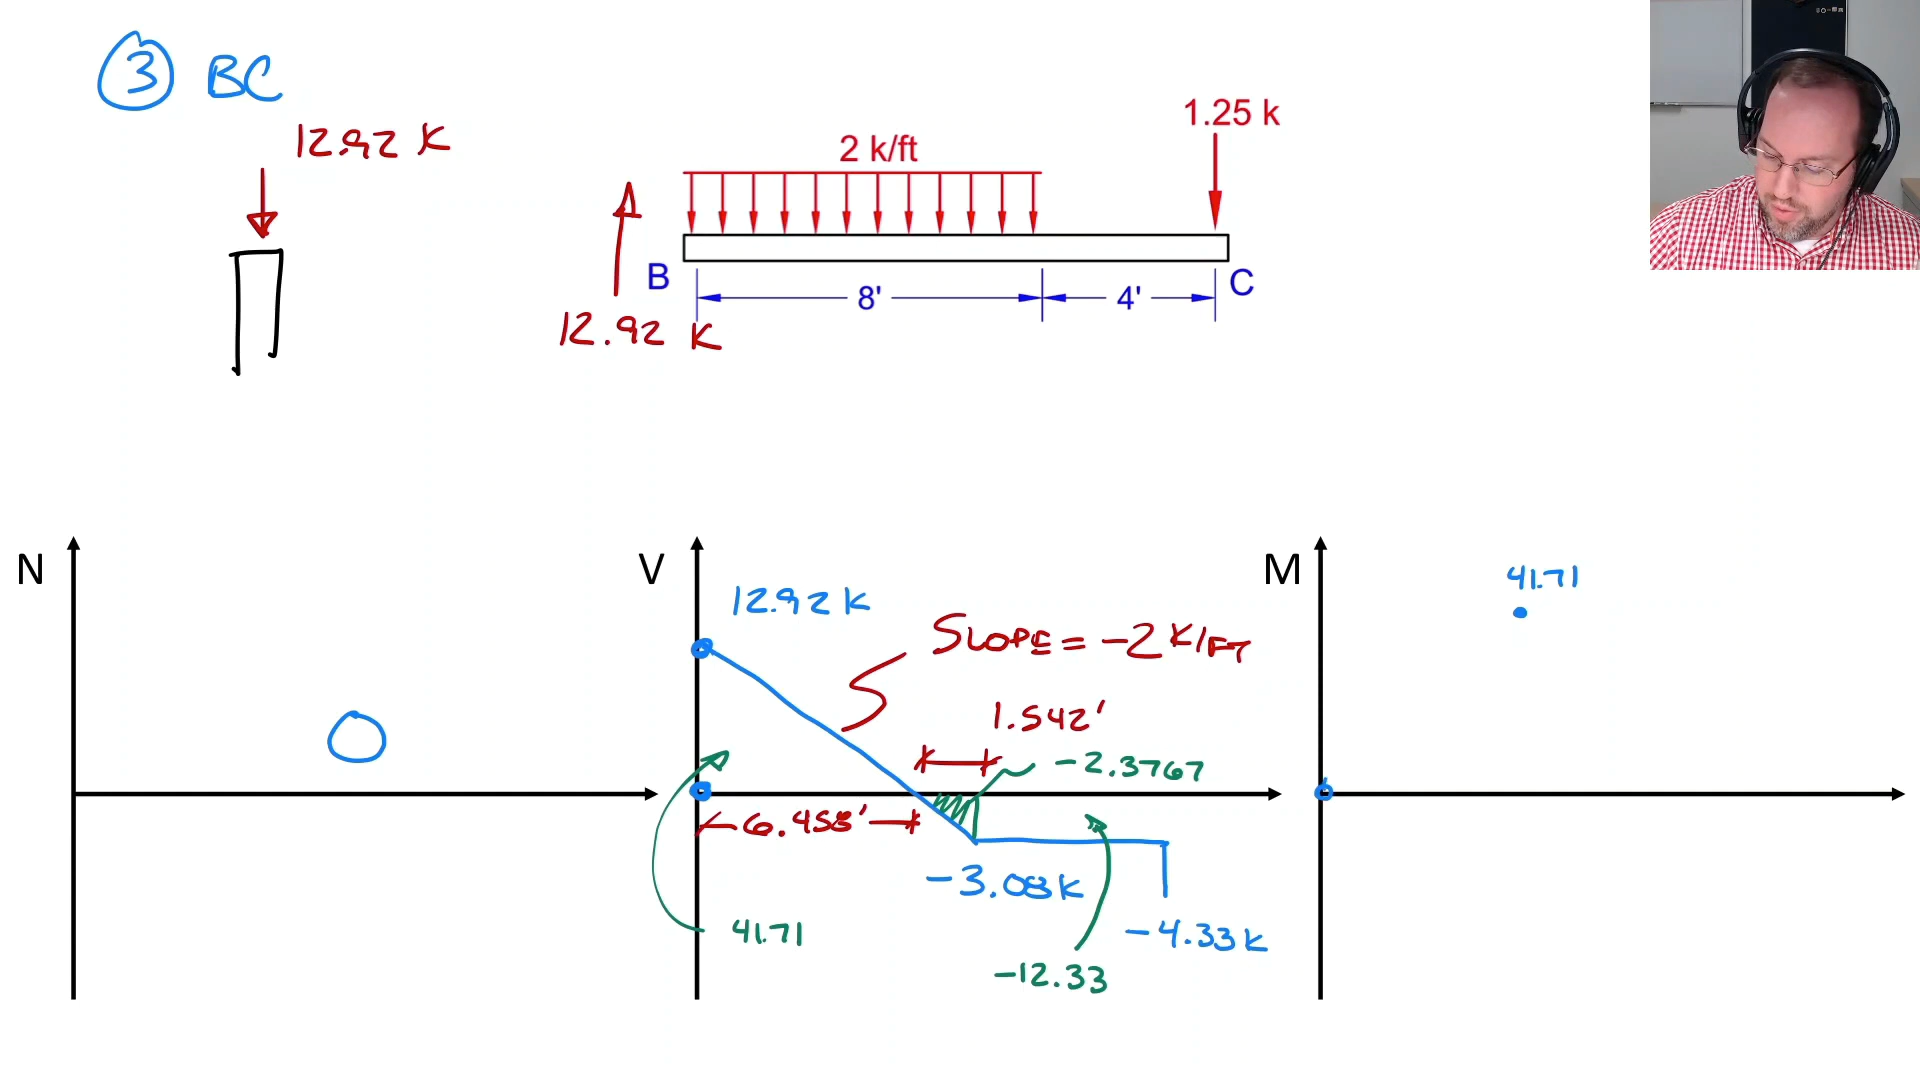 3 BC
12.92 K
1.25 k
2 k/ft
B
8'
4'
C
12.92 K
N
V
M
41.71
12.92 K
SLOPE = -2 K/FT
1.542'
-2.3767
6.458'
-3.08 K
41.71
-4.33 K
-12.33